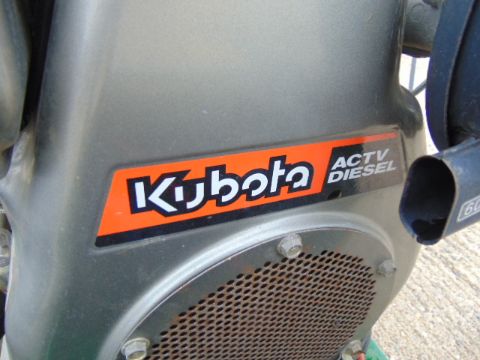 Kubota
ACTV
DIESEL